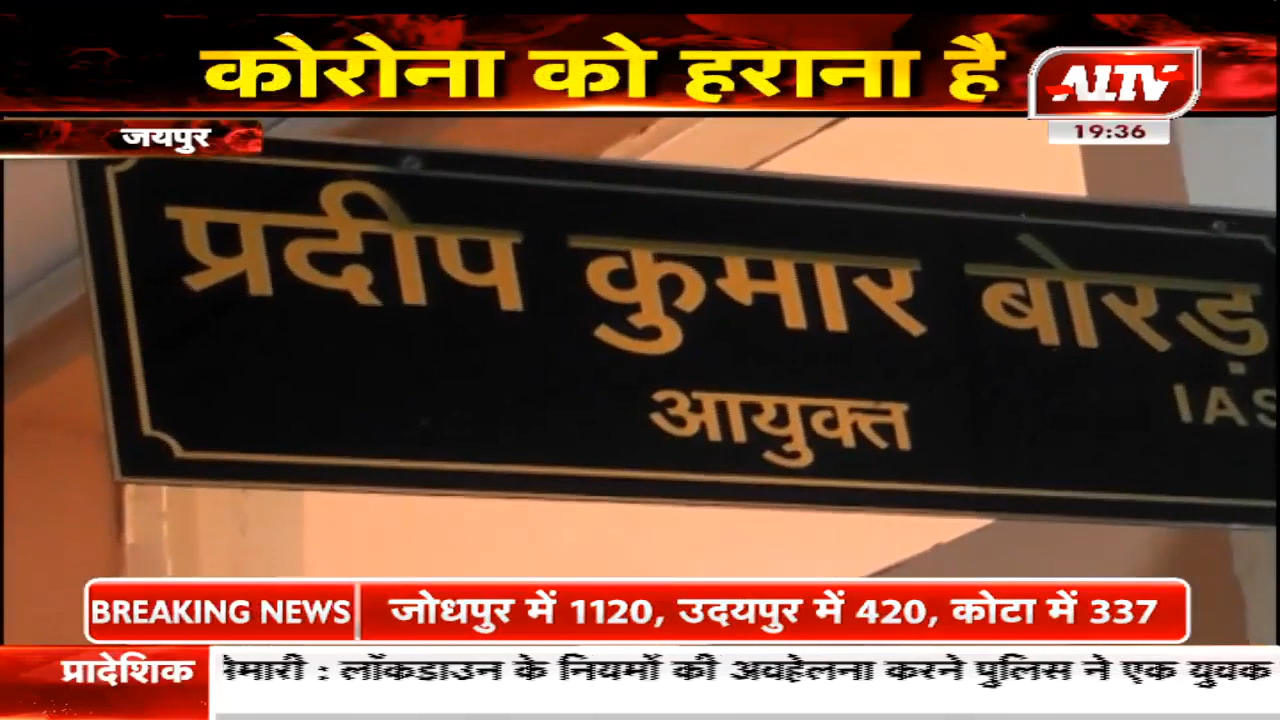 कोरोना को हराना है
ALTV
19:36
जयपुर
प्रदीप कुमार बोरड़
आयुक्त
IAS
BREAKING NEWS
जोधपुर में 1120, उदयपुर में 420, कोटा में 337
प्रादेशिक
: लॉकडाउन के नियमों की अवहेलना करने पुलिस ने एक युवक